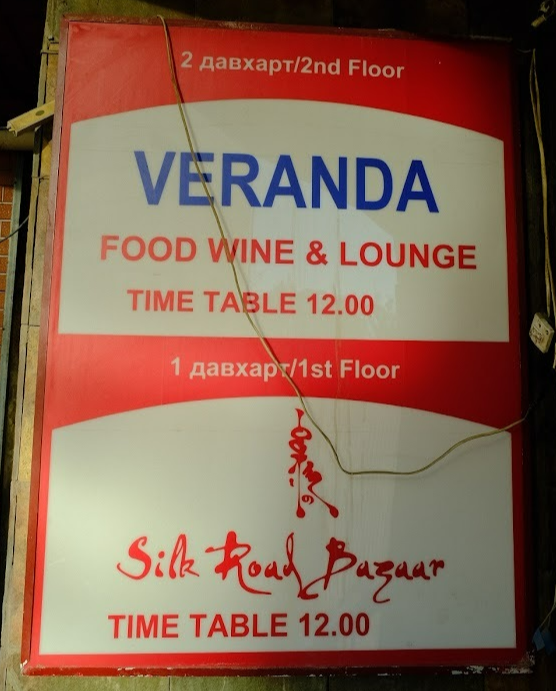 2 давхарт/2nd Floor
VERANDA
FOOD WINE & LOUNGE
TIME TABLE 12.00
1 давхарт/1st Floor
Silk Road Bazaar
TIME TABLE 12.00